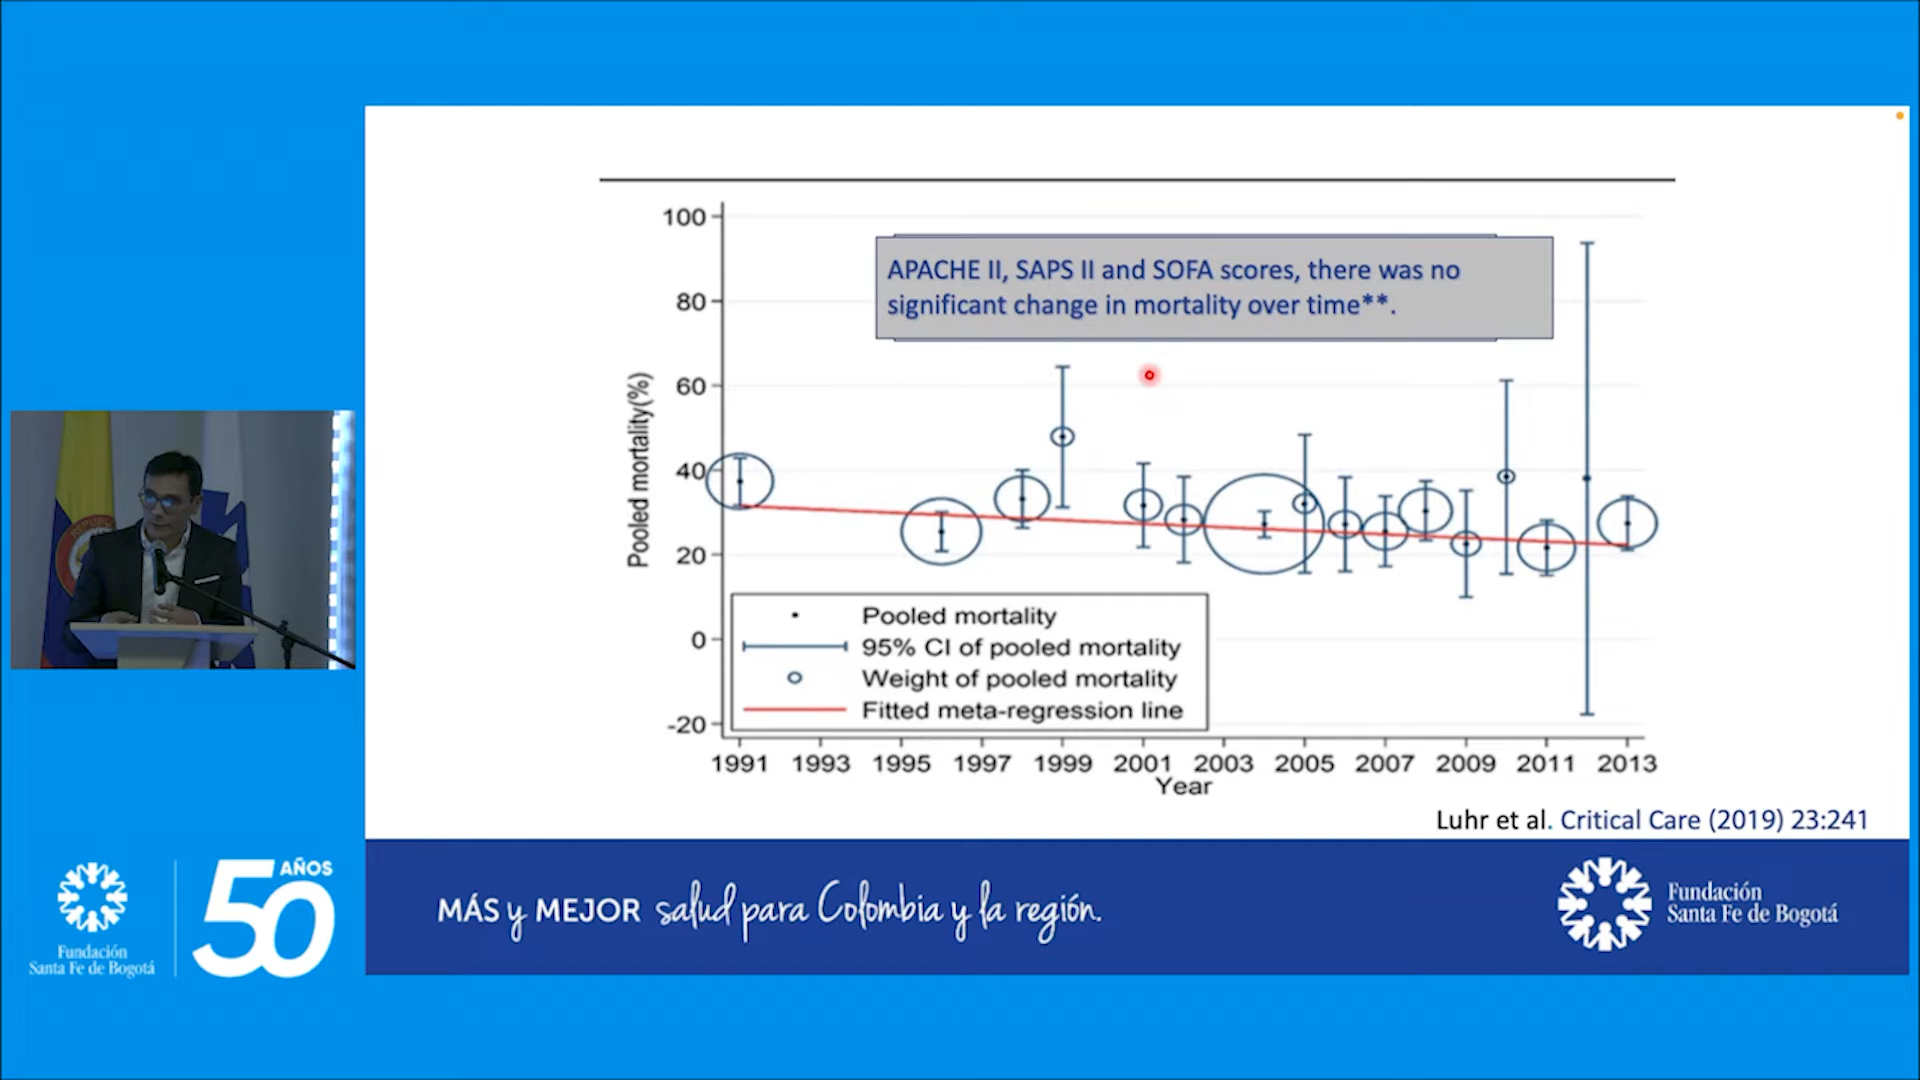 APACHE II, SAPS II and SOFA scores, there was no
significant change in mortality over time**.
100
80
60
40
20
0
-20
Pooled mortality(%)
Pooled mortality
95% CI of pooled mortality
Weight of pooled mortality
Fitted meta-regression line
1991 1993 1995 1997 1999 2001 2003 2005 2007 2009 2011 2013
Year
Luhr et al. Critical Care (2019) 23:241
Fundación
Santa Fe de Bogotá
50 AÑOS
MÁS y MEJOR salud para Colombia y la región.
Fundación
Santa Fe de Bogotá